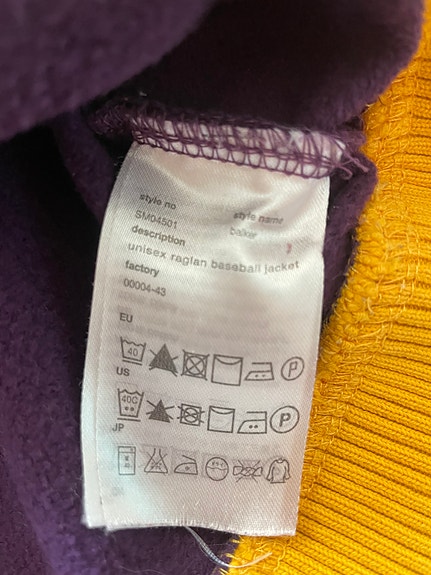 style no style name
SM04501 baker
description
unisex raglan baseball jacket
factory
00004-43
EU
40 P
US
40C P
JP